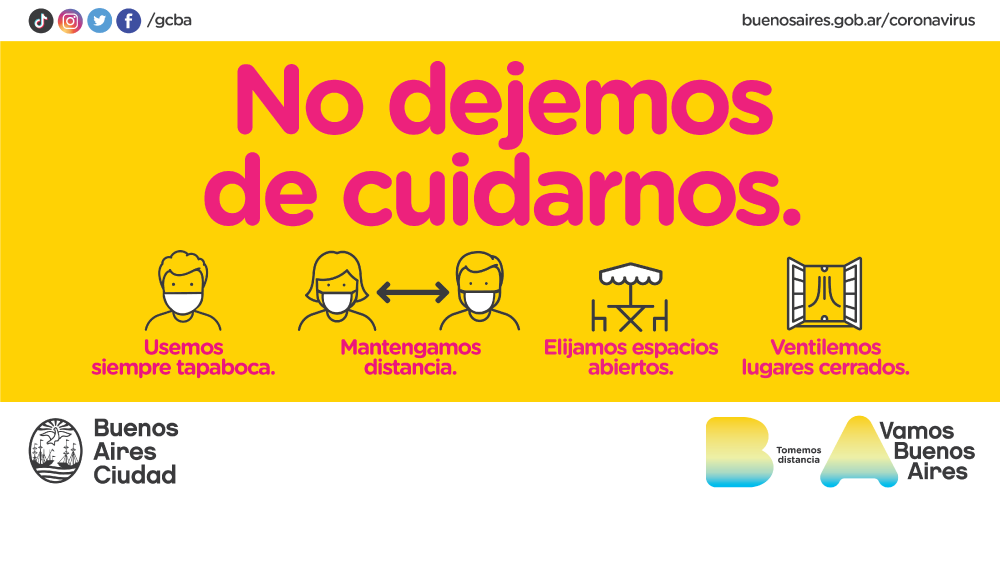 /gcba
buenosaires.gob.ar/coronavirus
No dejemos
de cuidarnos.
Usemos
siempre tapaboca.
Mantengamos
distancia.
Elijamos espacios
abiertos.
Ventilemos
lugares cerrados.
Buenos
Aires
Ciudad
B
Tomemos
distancia
A
Vamos
Buenos
Aires